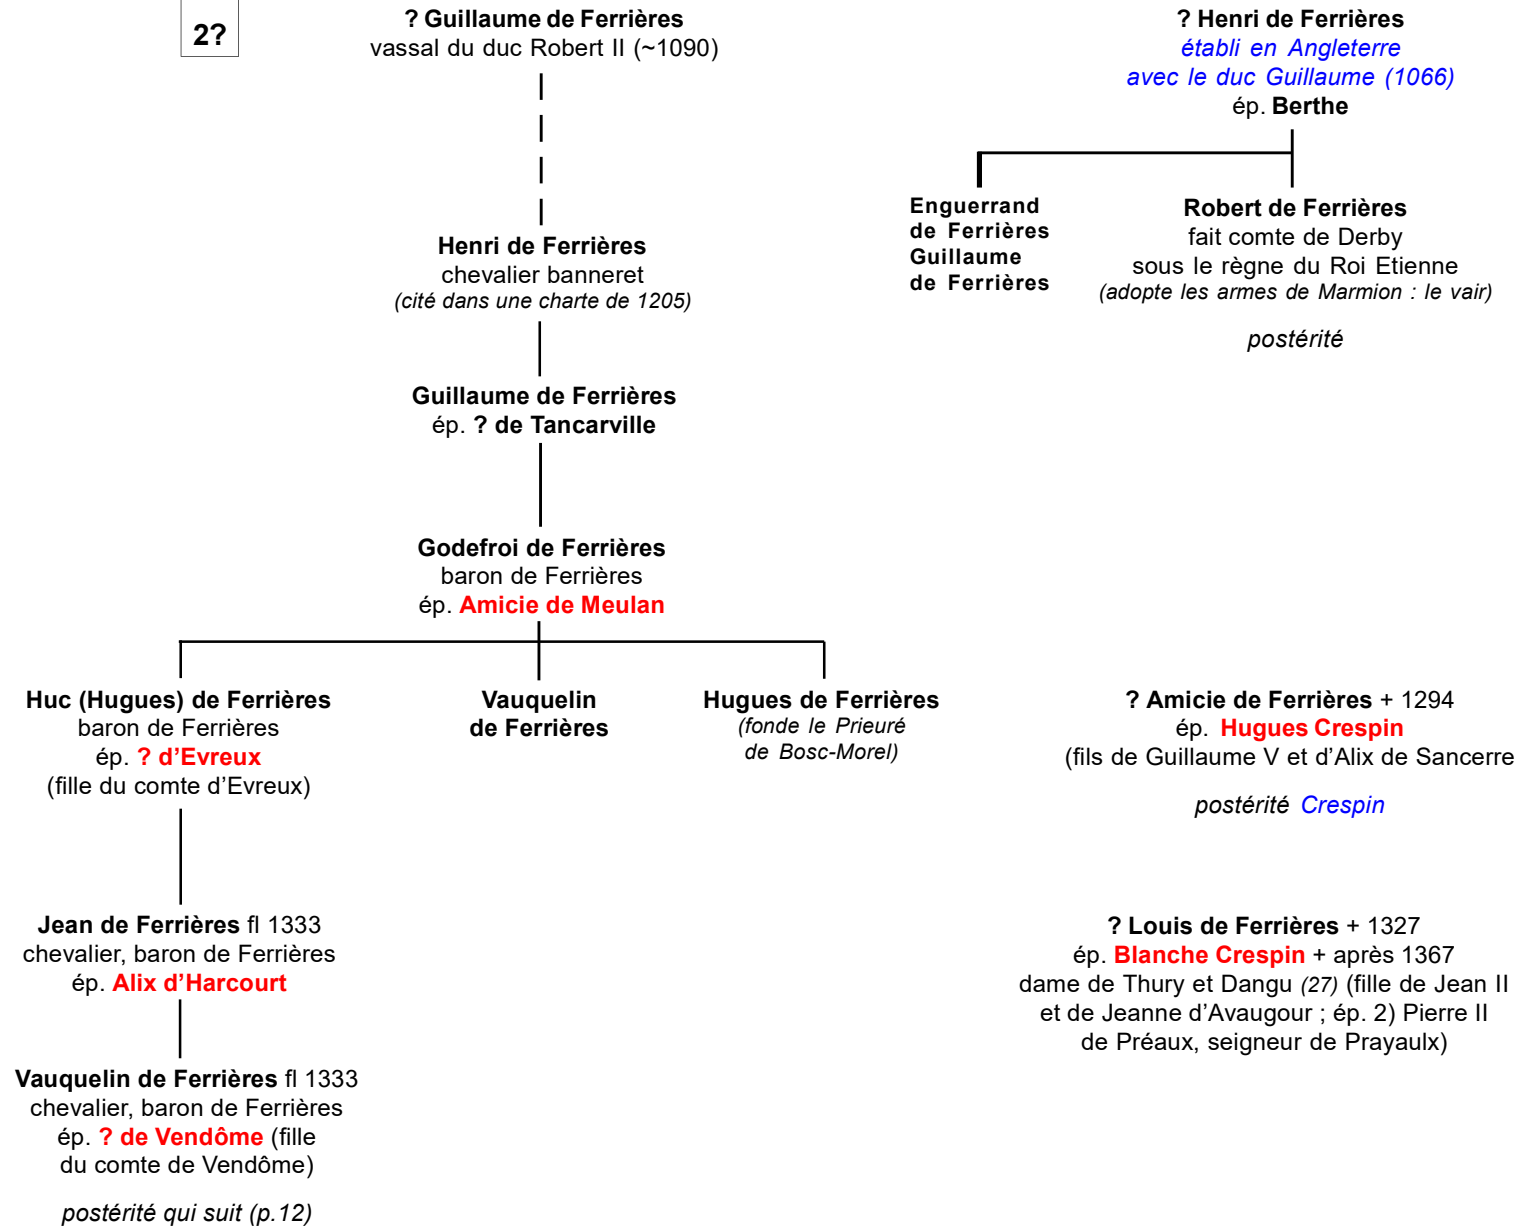 2?
? Guillaume de Ferrières
vassal du duc Robert II (~1090)
? Henri de Ferrières
établi en Angleterre
avec le duc Guillaume (1066)
ép. Berthe
Enguerrand
de Ferrières
Guillaume
de Ferrières
Robert de Ferrières
fait comte de Derby
sous le règne du Roi Etienne
(adopte les armes de Marmion : le vair)
postérité
Henri de Ferrières
chevalier banneret
(cité dans une charte de 1205)
Guillaume de Ferrières
ép. ? de Tancarville
Godefroi de Ferrières
baron de Ferrières
ép. Amicie de Meulan
Huc (Hugues) de Ferrières
baron de Ferrières
ép. ? d’Evreux
(fille du comte d’Evreux)
Vauquelin
de Ferrières
Hugues de Ferrières
(fonde le Prieuré
de Bosc-Morel)
? Amicie de Ferrières + 1294
ép. Hugues Crespin
(fils de Guillaume V et d’Alix de Sancerre
postérité Crespin
Jean de Ferrières fl 1333
chevalier, baron de Ferrières
ép. Alix d’Harcourt
? Louis de Ferrières + 1327
ép. Blanche Crespin + après 1367
dame de Thury et Dangu (27) (fille de Jean II
et de Jeanne d’Avaugour ; ép. 2) Pierre II
de Préaux, seigneur de Prayaulx)
Vauquelin de Ferrières fl 1333
chevalier, baron de Ferrières
ép. ? de Vendôme (fille
du comte de Vendôme)
postérité qui suit (p.12)